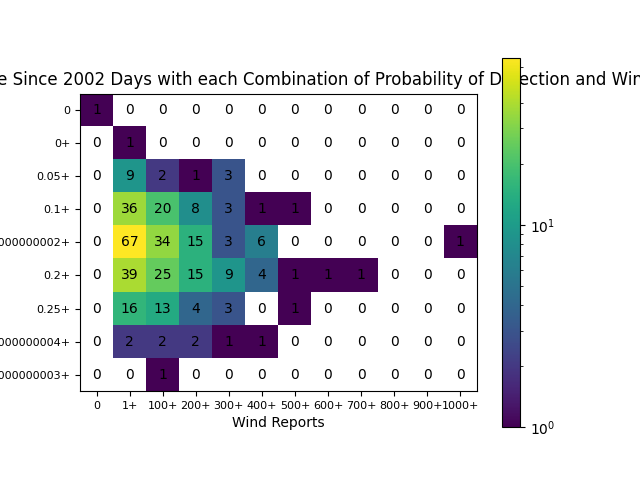 e Since 2002 Days with each Combination of Probability of D ection and Win
0 1 0 0 0 0 0 0 0 0 0 0 0
0+ 0 1 0 0 0 0 0 0 0 0 0 0
0.05+ 0 9 2 1 3 0 0 0 0 0 0 0
0.1+ 0 36 20 8 3 1 1 0 0 0 0 0
000000002+ 0 67 34 15 3 6 0 0 0 0 0 1
0.2+ 0 39 25 15 9 4 1 1 1 0 0 0
0.25+ 0 16 13 4 3 0 1 0 0 0 0 0
000000004+ 0 2 2 2 1 1 0 0 0 0 0 0
000000003+ 0 0 1 0 0 0 0 0 0 0 0 0
0 1+ 100+ 200+ 300+ 400+ 500+ 600+ 700+ 800+ 900+ 1000+
Wind Reports
10¹
10⁰